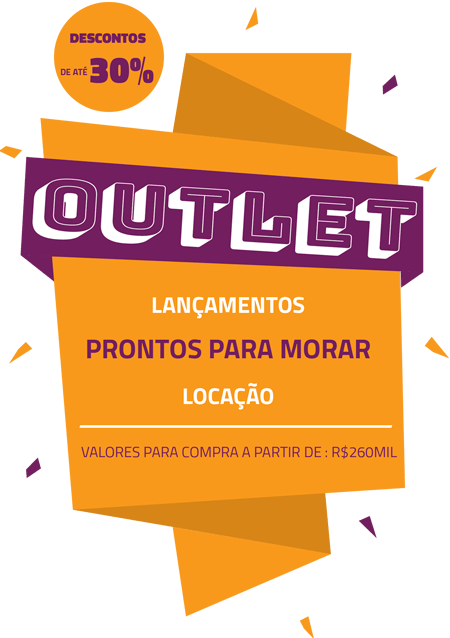 DESCONTOS
DE ATÉ 30%
OUTLET
LANÇAMENTOS
PRONTOS PARA MORAR
LOCAÇÃO
VALORES PARA COMPRA A PARTIR DE : R$260MIL